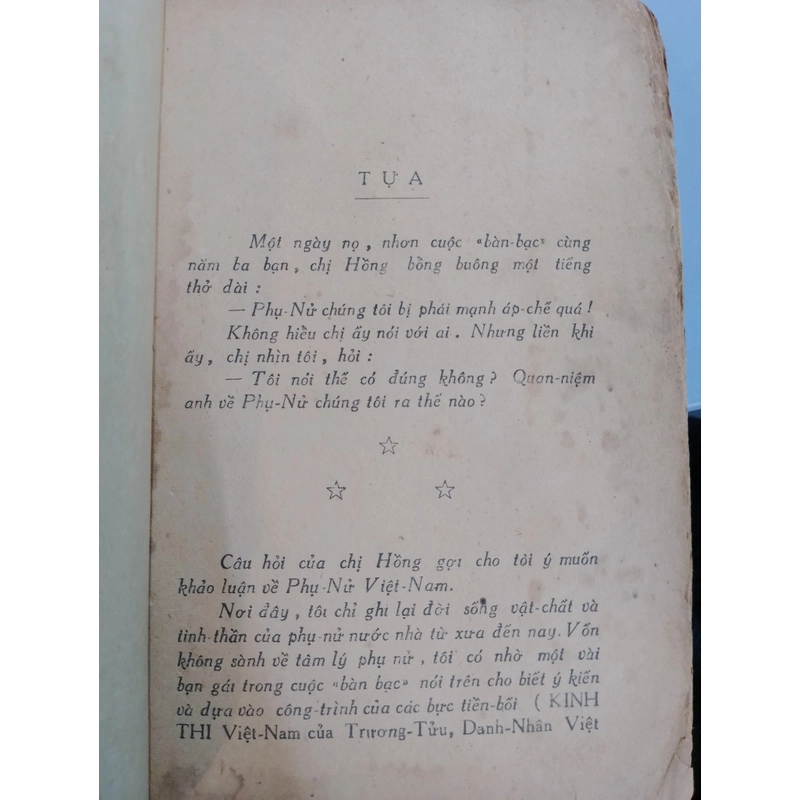 TỰA
Một ngày nọ, nhơn cuộc «bàn-bạc» cùng
năm ba bạn, chị Hồng bồng buông một tiếng
thở dài :
— Phụ-Nử chúng tôi bị phái mạnh áp-chế quá !
Không hiểu chị ấy nói với ai. Nhưng liền khi
ấy, chị nhìn tôi, hỏi :
— Tôi nói thế có đúng không ? Quan-niệm
anh về Phụ-Nử chúng tôi ra thế nào ?
☆
☆ ☆
Câu hỏi của chị Hồng gợi cho tôi ý muốn
khảo luận về Phụ-Nử Việt-Nam.
Nơi đây, tôi chỉ ghi lại đời sống vật-chất và
tinh-thần của phụ-nử nước nhà từ xưa đến nay. Vốn
không sành về tâm lý phụ nử, tôi có nhờ một vài
bạn gái trong cuộc «bàn bạc» nói trên cho biết ý kiến
và dựa vào công-trình của các bực tiền-bối ( KINH
THI Việt-Nam của Trương-Tửu, Danh-Nhân Việt